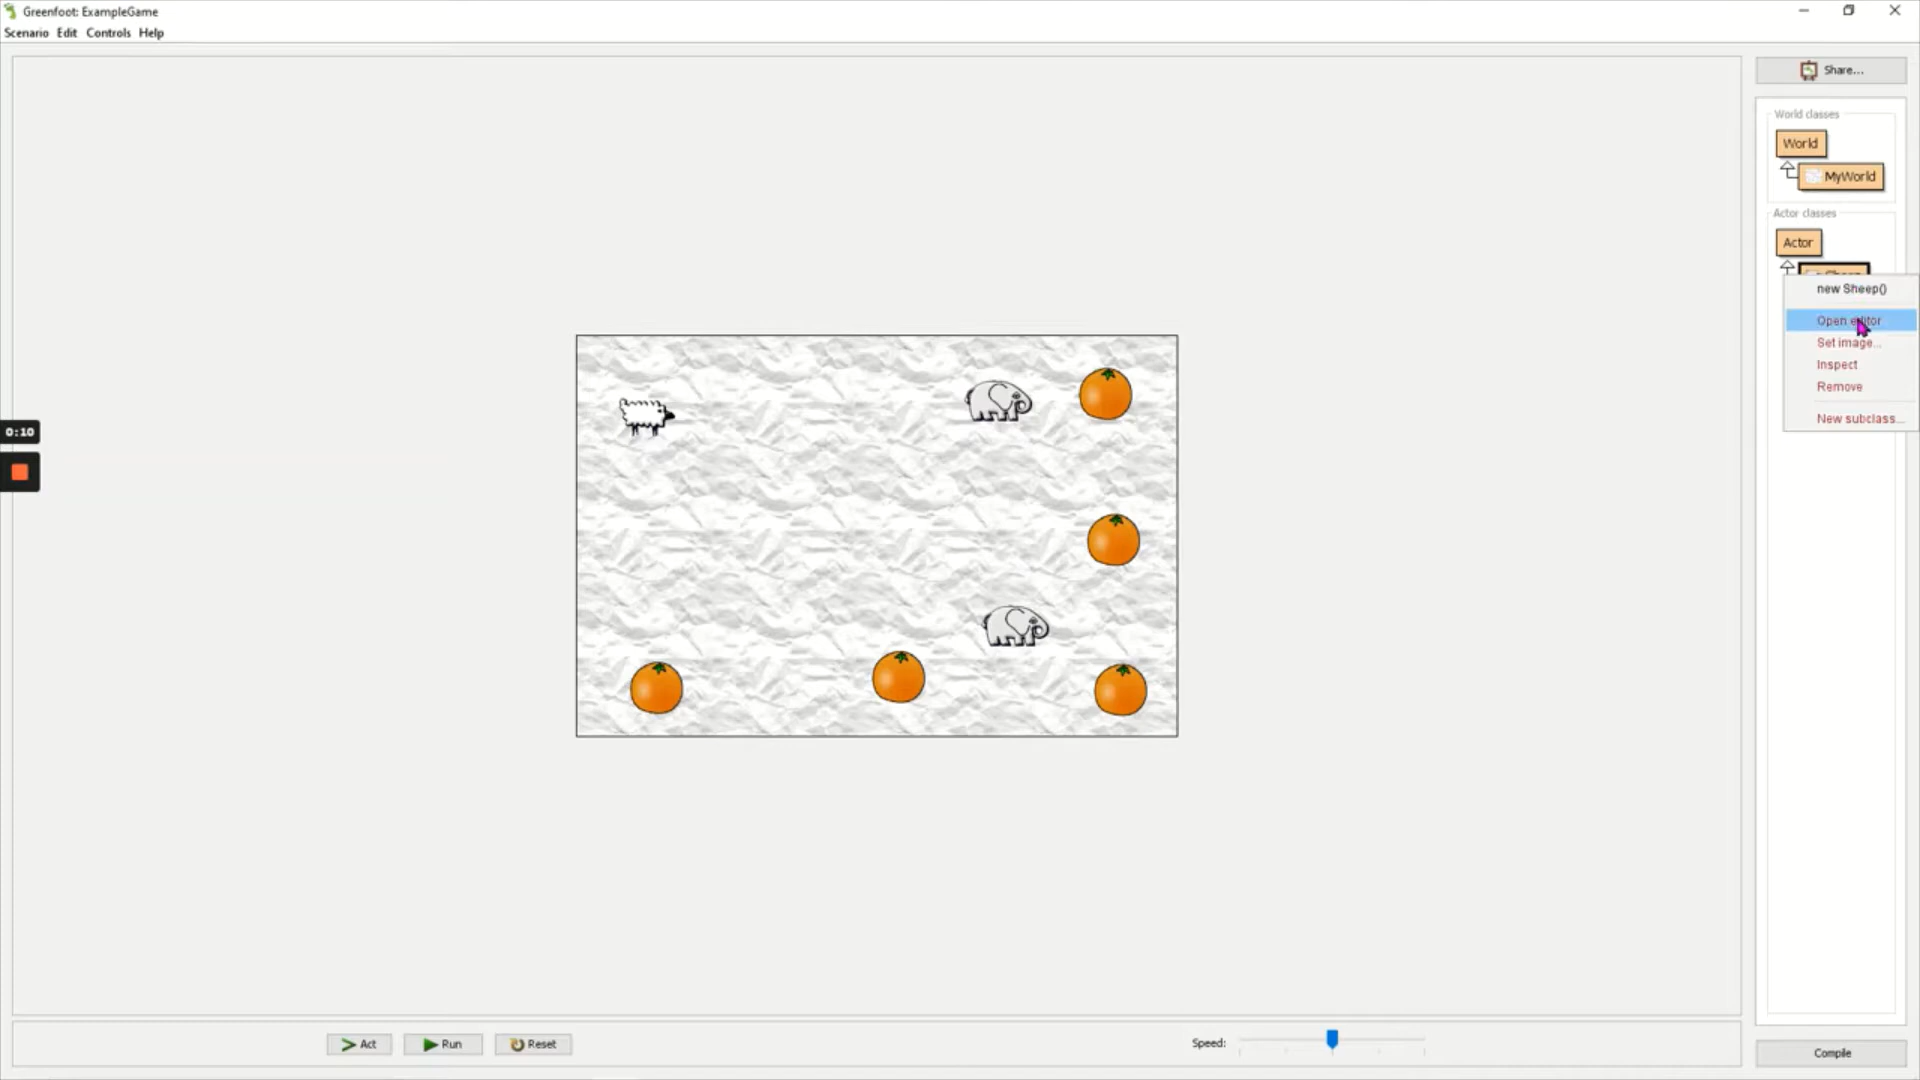 Greenfoot: ExampleGame
Scenario Edit Controls Help
Share...
World classes
World
MyWorld
Actor classes
Actor
new Sheep()
Open editor
Set image...
Inspect
Remove
New subclass...
0:10
Act
Run
Reset
Speed:
Compile